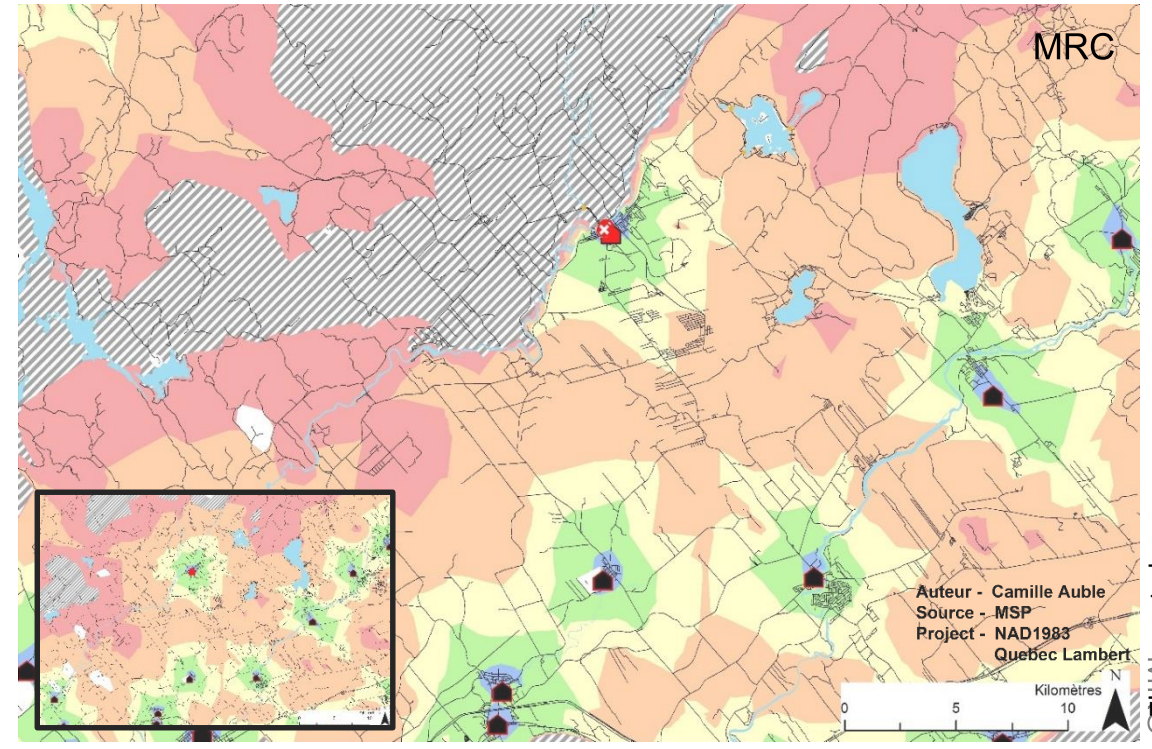 MRC
Auteur - Camille Auble
Source - MSP
Project - NAD1983
Quebec Lambert
N
Kilomètres
0 5 10